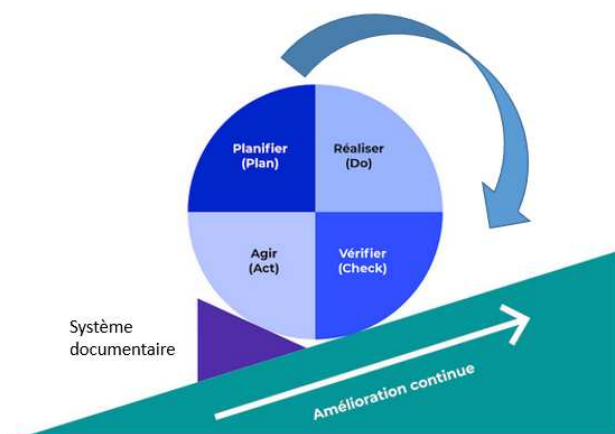 Planifier
(Plan)
Réaliser
(Do)
Agir
(Act)
Vérifier
(Check)
Système
documentaire
Amélioration continue